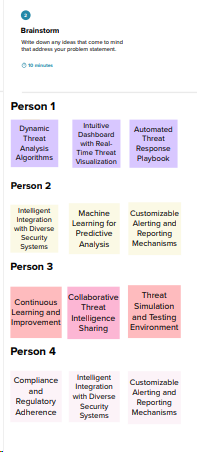 2
Brainstorm
Write down any ideas that come to mind
that address your problem statement.
10 minutes
Person 1
Dynamic
Threat
Analysis
Algorithms
Intuitive
Dashboard
with Real-
Time Threat
Visualization
Automated
Threat
Response
Playbook
Person 2
Intelligent
Integration
with Diverse
Security
Systems
Machine
Learning for
Predictive
Analysis
Customizable
Alerting and
Reporting
Mechanisms
Person 3
Continuous
Learning and
Improvement
Collaborative
Threat
Intelligence
Sharing
Threat
Simulation
and Testing
Environment
Person 4
Compliance
and
Regulatory
Adherence
Intelligent
Integration
with Diverse
Security
Systems
Customizable
Alerting and
Reporting
Mechanisms